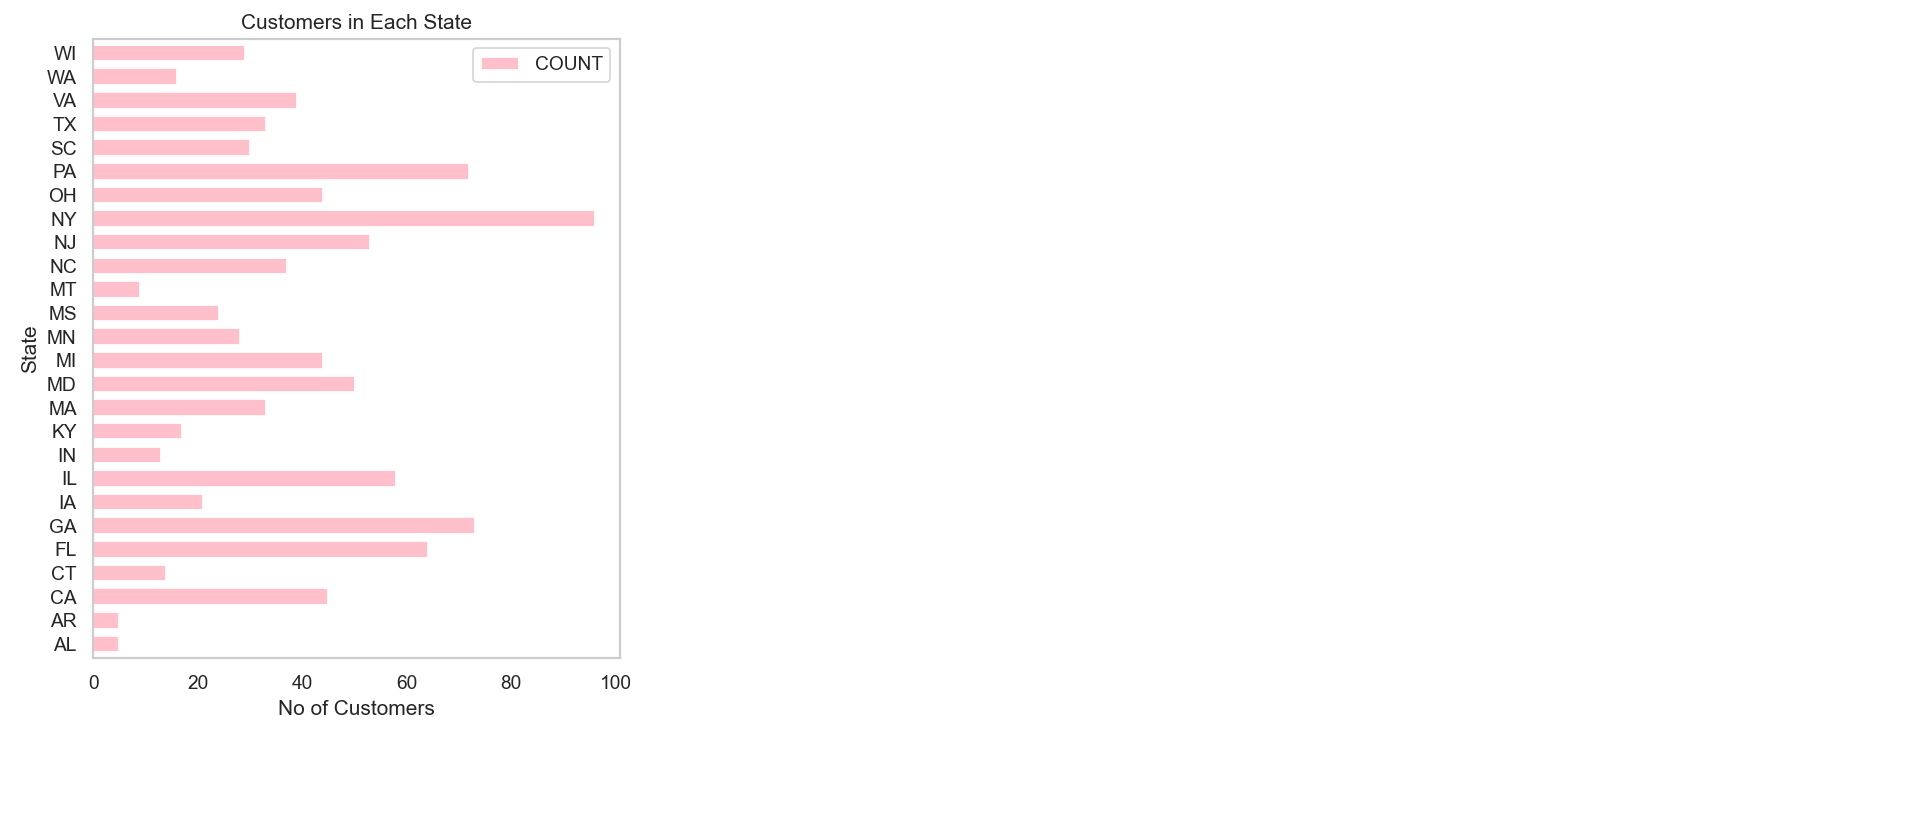 Customers in Each State
COUNT
WI
WA
VA
TX
SC
PA
OH
NY
NJ
NC
MT
MS
MN
MI
MD
MA
KY
IN
IL
IA
GA
FL
CT
CA
AR
AL
State
0 20 40 60 80 100
No of Customers